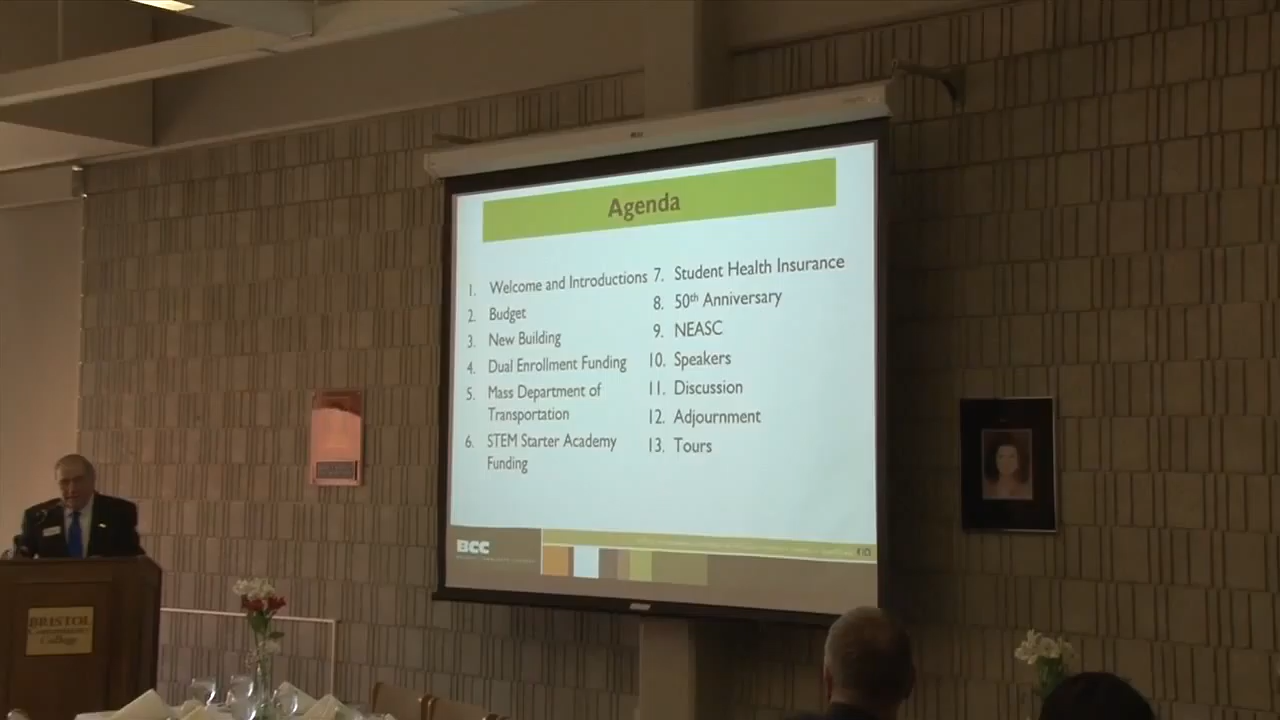 Agenda
1. Welcome and Introductions
2. Budget
3. New Building
4. Dual Enrollment Funding
5. Mass Department of
Transportation
6. STEM Starter Academy
Funding
7. Student Health Insurance
8. 50th Anniversary
9. NEASC
10. Speakers
11. Discussion
12. Adjournment
13. Tours
BCC
BRISTOL
Community
College